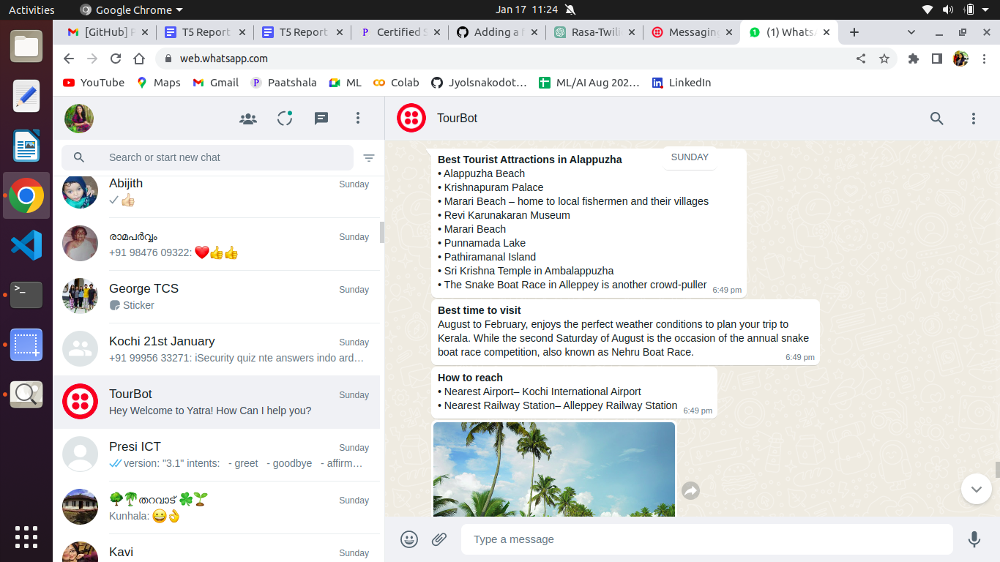 Activities
Google Chrome
Jan 17 11:24
[GitHub] P
T5 Report
T5 Report
Certified S
Adding a f
Rasa-Twili
Messaging
(1) WhatsA
web.whatsapp.com
YouTube
Maps
Gmail
Paatshala
ML
Colab
Jyolsnakodot…
ML/AI Aug 202…
LinkedIn
Search or start new chat
Abijith
Sunday
👍🏻
രാമപർവ്വം
Sunday
+91 98476 09322: ❤️👍👍
George TCS
Sunday
Sticker
Kochi 21st January
Sunday
+91 99956 33271: iSecurity quiz nte answers indo ard…
TourBot
Sunday
Hey Welcome to Yatra! How Can I help you?
Presi ICT
Sunday
version: "3.1" intents: - greet - goodbye - affirm…
🌳🌴തറവാട് 🍀🌱
Sunday
Kunhala: 😀👌
Kavi
Sunday
TourBot
SUNDAY
Best Tourist Attractions in Alappuzha
• Alappuzha Beach
• Krishnapuram Palace
• Marari Beach – home to local fishermen and their villages
• Revi Karunakaran Museum
• Marari Beach
• Punnamada Lake
• Pathiramanal Island
• Sri Krishna Temple in Ambalappuzha
• The Snake Boat Race in Alleppey is another crowd-puller
6:49 pm
Best time to visit
August to February, enjoys the perfect weather conditions to plan your trip to
Kerala. While the second Saturday of August is the occasion of the annual snake
boat race competition, also known as Nehru Boat Race.
6:49 pm
How to reach
• Nearest Airport– Kochi International Airport
• Nearest Railway Station– Alleppey Railway Station
6:49 pm
Type a message